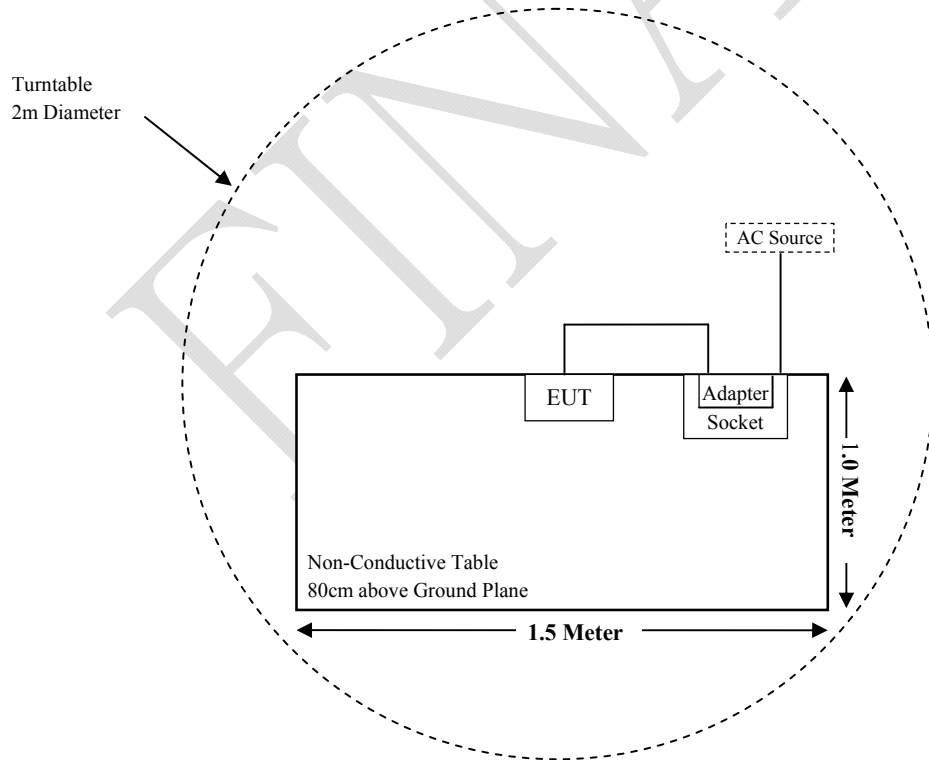 Turntable
2m Diameter
AC Source
EUT
Adapter
Socket
1.0 Meter
Non-Conductive Table
80cm above Ground Plane
1.5 Meter